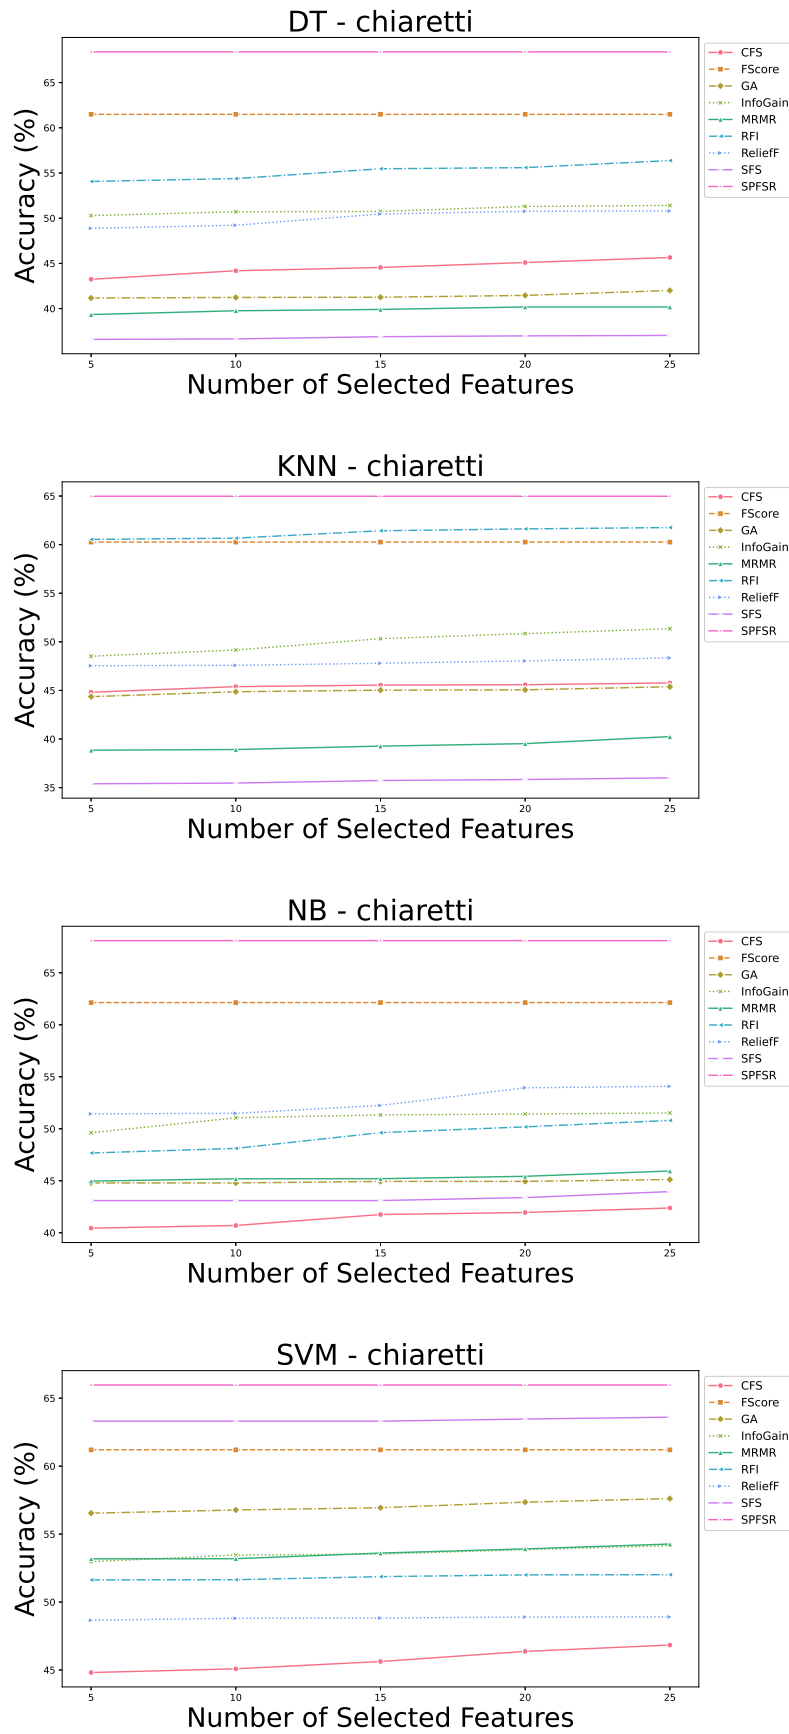 DT - chiaretti
Accuracy (%)
65
60
55
50
45
40
5 10 15 20 25
Number of Selected Features
CFS
FScore
GA
InfoGain
MRMR
RFI
ReliefF
SFS
SPFSR
KNN - chiaretti
Accuracy (%)
65
60
55
50
45
40
35
5 10 15 20 25
Number of Selected Features
CFS
FScore
GA
InfoGain
MRMR
RFI
ReliefF
SFS
SPFSR
NB - chiaretti
Accuracy (%)
65
60
55
50
45
40
5 10 15 20 25
Number of Selected Features
CFS
FScore
GA
InfoGain
MRMR
RFI
ReliefF
SFS
SPFSR
SVM - chiaretti
Accuracy (%)
65
60
55
50
45
5 10 15 20 25
Number of Selected Features
CFS
FScore
GA
InfoGain
MRMR
RFI
ReliefF
SFS
SPFSR